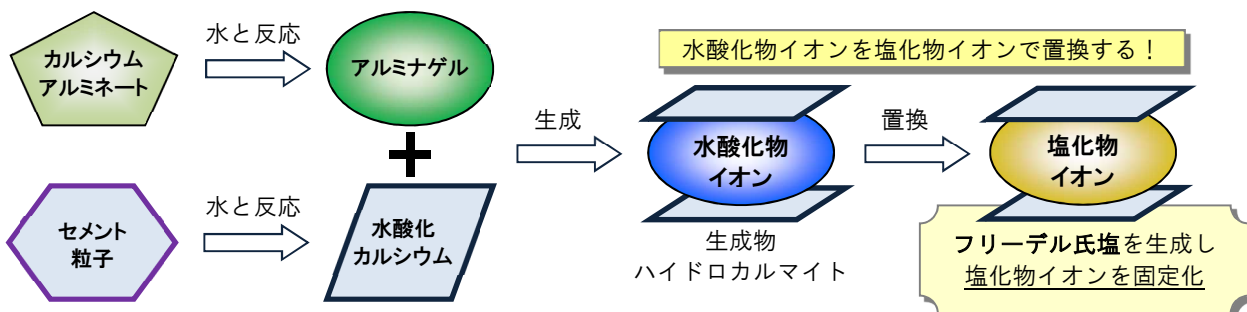 カルシウム
アルミネート
水と反応
アルミナゲル
水酸化物イオンを塩化物イオンで置換する！
セメント
粒子
水と反応
水酸化
カルシウム
生成
水酸化物
イオン
生成物
ハイドロカルマイト
置換
塩化物
イオン
フリーデル氏塩を生成し
塩化物イオンを固定化